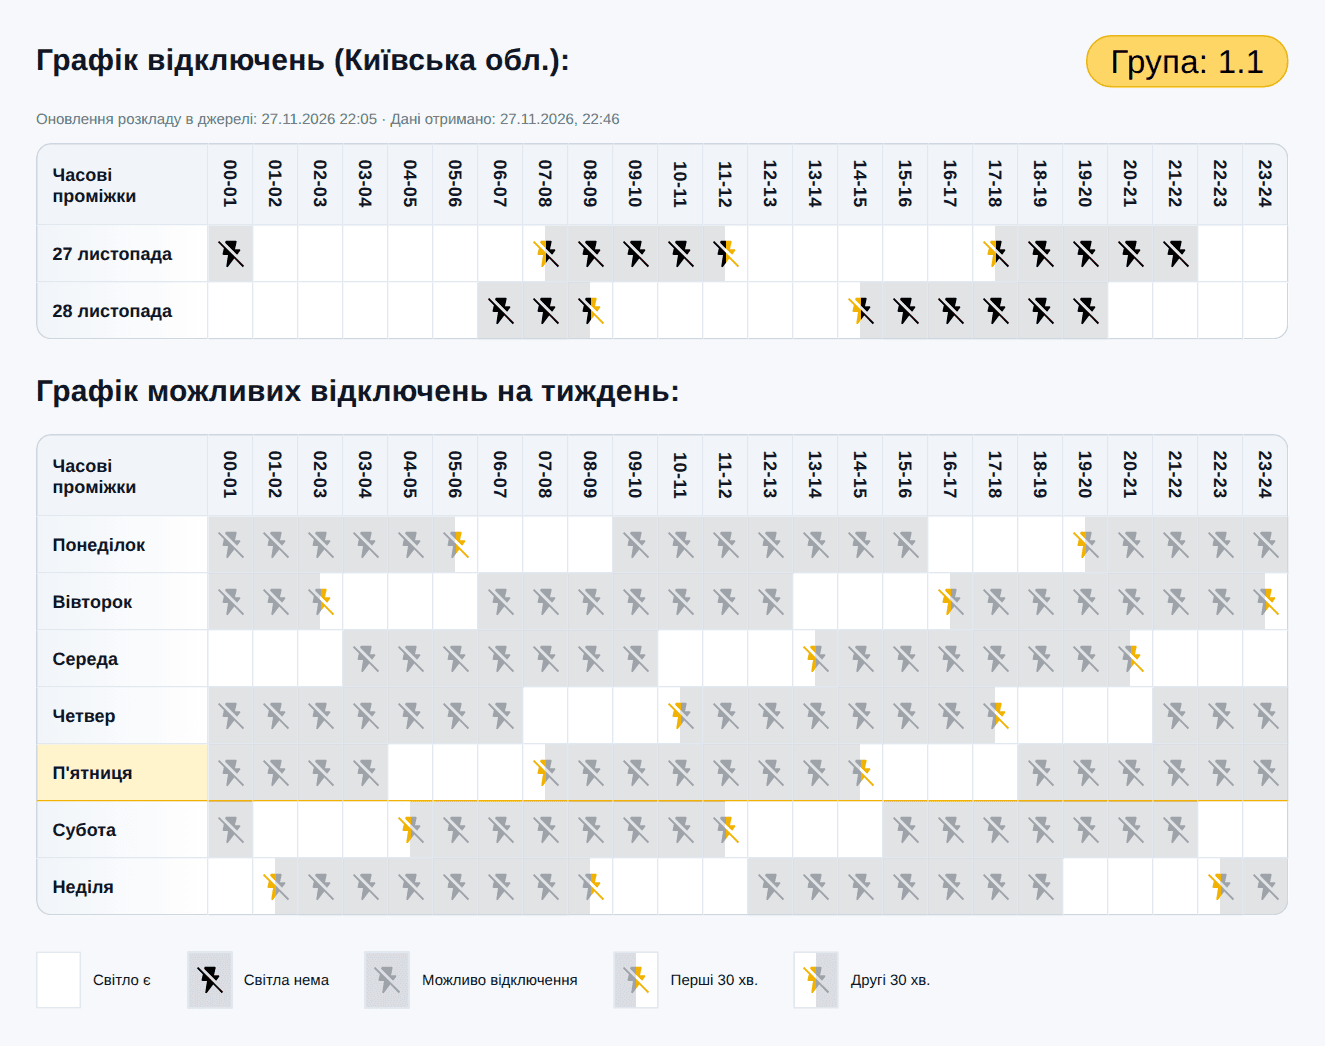 Графік відключень (Київська обл.):
Група: 1.1
Оновлення розкладу в джерелі: 27.11.2026 22:05 · Дані отримано: 27.11.2026, 22:46
Часові проміжки 00-01 01-02 02-03 03-04 04-05 05-06 06-07 07-08 08-09 09-10 10-11 11-12 12-13 13-14 14-15 15-16 16-17 17-18 18-19 19-20 20-21 21-22 22-23 23-24
27 листопада
28 листопада
Графік можливих відключень на тиждень:
Часові проміжки 00-01 01-02 02-03 03-04 04-05 05-06 06-07 07-08 08-09 09-10 10-11 11-12 12-13 13-14 14-15 15-16 16-17 17-18 18-19 19-20 20-21 21-22 22-23 23-24
Понеділок
Вівторок
Середа
Четвер
П'ятниця
Субота
Неділя
Світло є Світла нема Можливо відключення Перші 30 хв. Другі 30 хв.